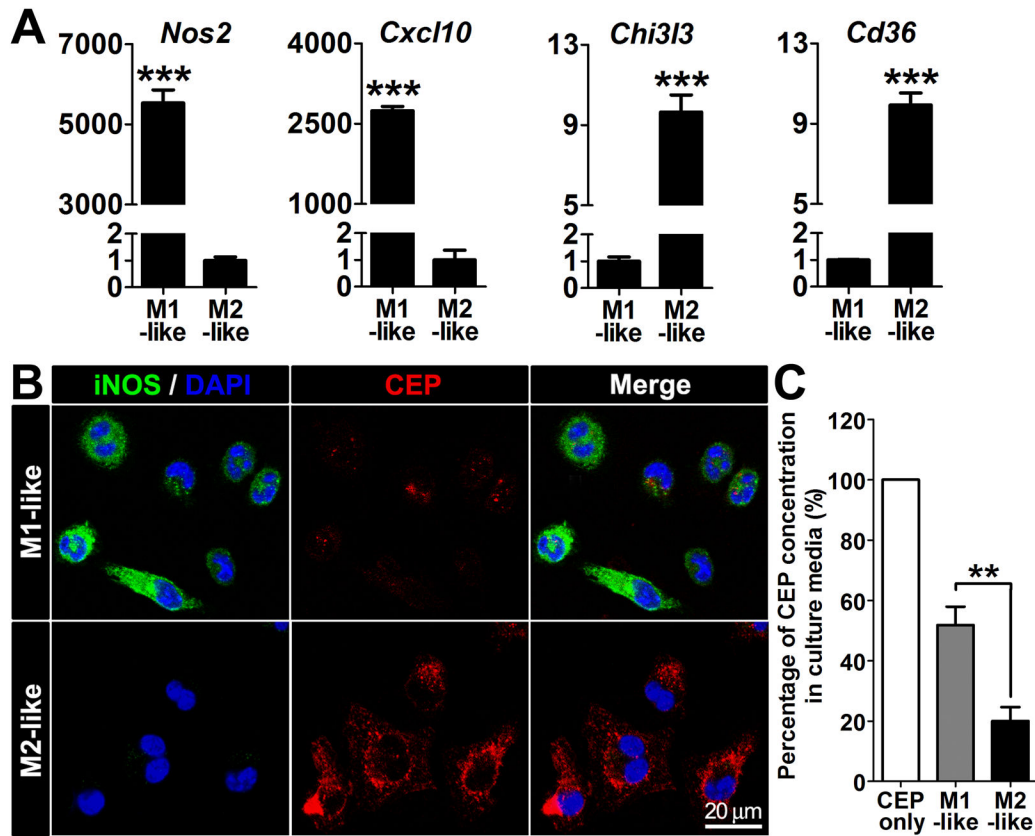 A
Nos2
7000
5000
3000
2
1
0
***
M1
-like
M2
-like
Cxcl10
4000
2500
1000
2
1
0
***
M1
-like
M2
-like
Chi3l3
13
9
5
2
1
0
***
M1
-like
M2
-like
Cd36
13
9
5
2
1
0
***
M1
-like
M2
-like
B
iNOS / DAPI
CEP
Merge
M1-like
M2-like
20 μm
C
Percentage of CEP concentration
in culture media (%)
120
100
80
60
40
20
0
**
CEP
only
M1
-like
M2
-like